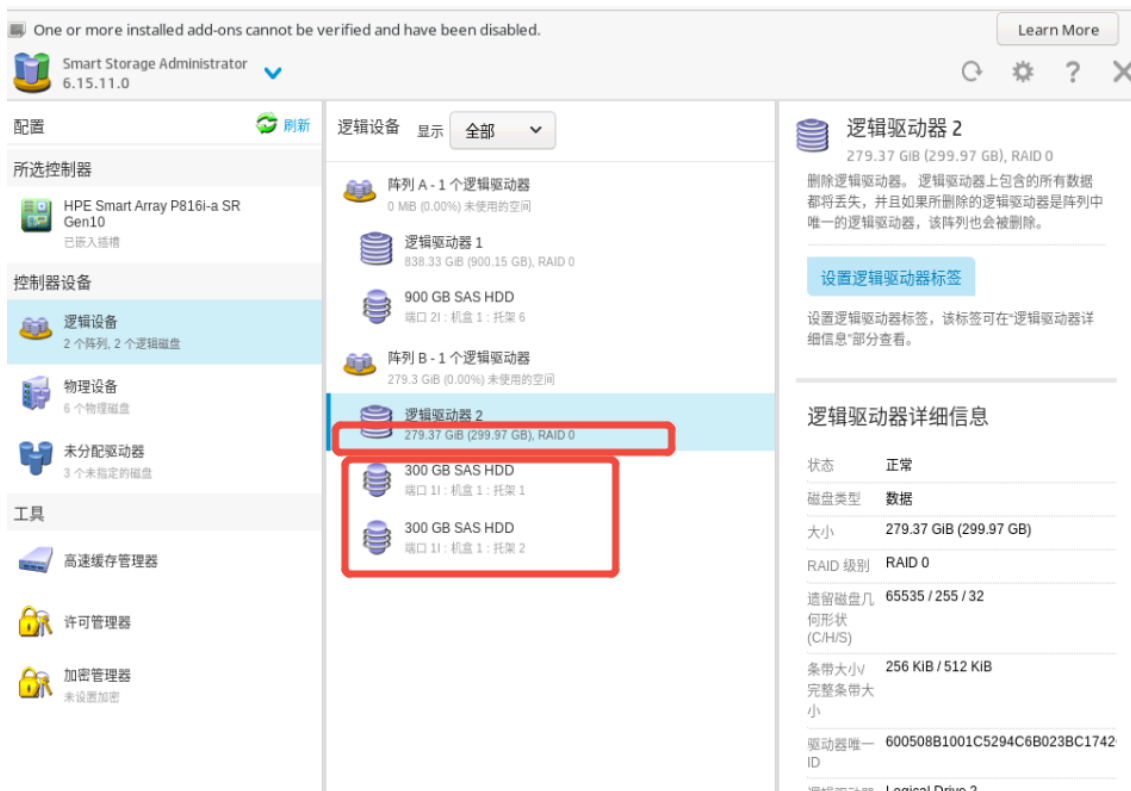 One or more installed add-ons cannot be verified and have been disabled.
Learn More
Smart Storage Administrator
6.15.11.0
配置
刷新
所选控制器
HPE Smart Array P816i-a SR
Gen10
已嵌入插槽
控制器设备
逻辑设备
2 个阵列, 2 个逻辑磁盘
物理设备
6 个物理磁盘
未分配驱动器
3 个未指定的磁盘
工具
高速缓存管理器
许可管理器
加密管理器
未设置加密
逻辑设备
显示
全部
阵列 A - 1 个逻辑驱动器
0 MiB (0.00%) 未使用的空间
逻辑驱动器 1
838.33 GiB (900.15 GB), RAID 0
900 GB SAS HDD
端口 2I : 机盒 1 : 托架 6
阵列 B - 1 个逻辑驱动器
279.3 GiB (0.00%) 未使用的空间
逻辑驱动器 2
279.37 GiB (299.97 GB), RAID 0
300 GB SAS HDD
端口 1I : 机盒 1 : 托架 1
300 GB SAS HDD
端口 1I : 机盒 1 : 托架 2
逻辑驱动器 2
279.37 GiB (299.97 GB), RAID 0
删除逻辑驱动器。 逻辑驱动器上包含的所有数据
都将丢失，并且如果所删除的逻辑驱动器是阵列中
唯一的逻辑驱动器，该阵列也会被删除。
设置逻辑驱动器标签
设置逻辑驱动器标签，该标签可在“逻辑驱动器详
细信息”部分查看。
逻辑驱动器详细信息
状态 正常
磁盘类型 数据
大小 279.37 GiB (299.97 GB)
RAID 级别 RAID 0
遗留磁盘几 65535 / 255 / 32
何形状
(C/H/S)
条带大小/ 256 KiB / 512 KiB
完整条带大
小
驱动器唯一 600508B1001C5294C6B023BC1742
ID
逻辑驱动器 Logical Drive 2